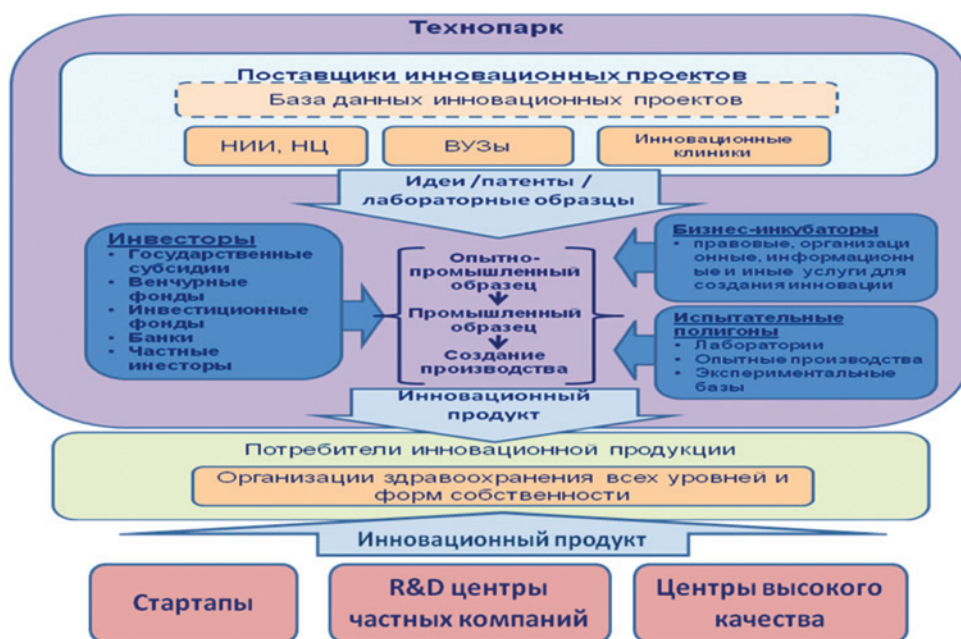 Технопарк
Поставщики инновационных проектов
База данных инновационных проектов
НИИ, НЦ
ВУЗы
Инновационные
клиники
Идеи /патенты /
лабораторные образцы
Инвесторы
• Государственные
субсидии
• Венчурные
фонды
• Инвестиционные
фонды
• Банки
• Частные
инесторы
Опытно-
промышленный
образец
Промышленный
образец
Создание
производства
Бизнес-инкубаторы
• правовые, организаци
онные, информационн
ые и иные услуги для
создания инновации
Испытательные
полигоны
• Лаборатории
• Опытные производства
• Экспериментальные
базы
Инновационный
продукт
Потребители инновационной продукции
Организации здравоохранения всех уровней и
форм собственности
Инновационный продукт
Стартапы
R&D центры
частных компаний
Центры высокого
качества